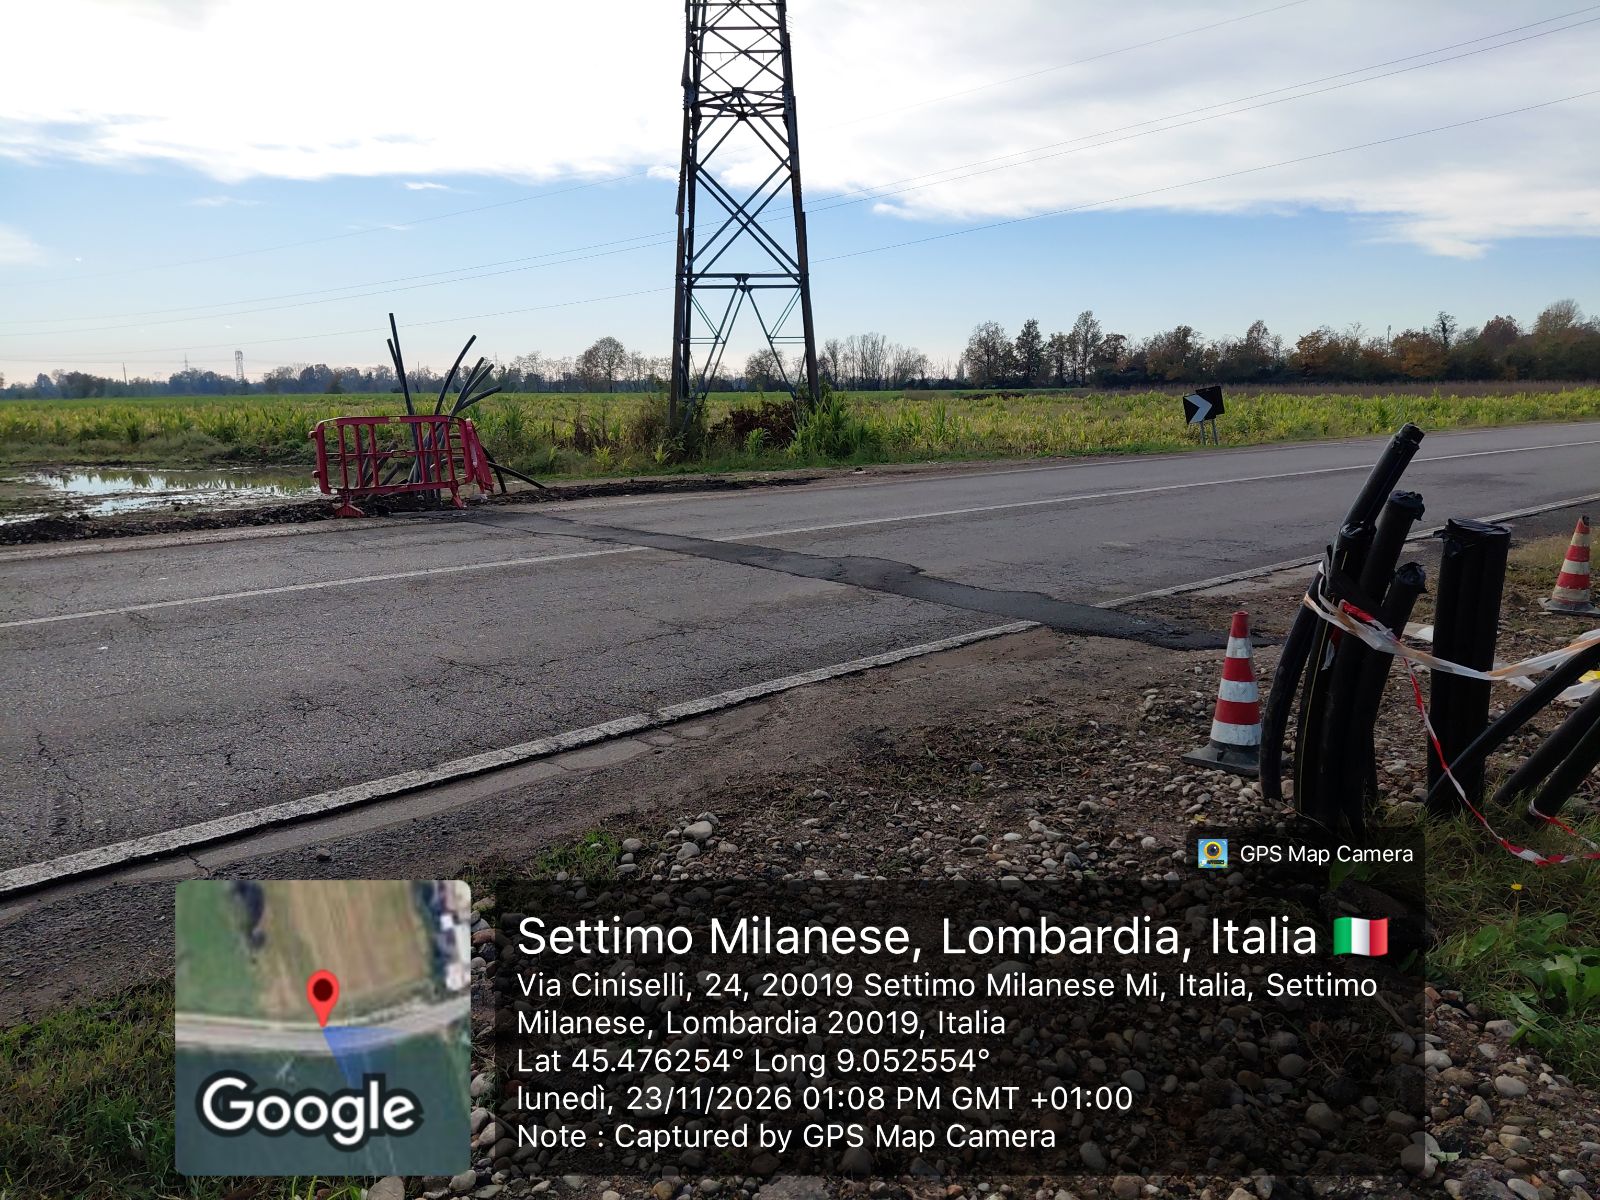 GPS Map Camera
Settimo Milanese, Lombardia, Italia
Via Ciniselli, 24, 20019 Settimo Milanese Mi, Italia, Settimo
Milanese, Lombardia 20019, Italia
Lat 45.476254° Long 9.052554°
lunedì, 23/11/2026 01:08 PM GMT +01:00
Note : Captured by GPS Map Camera
Google